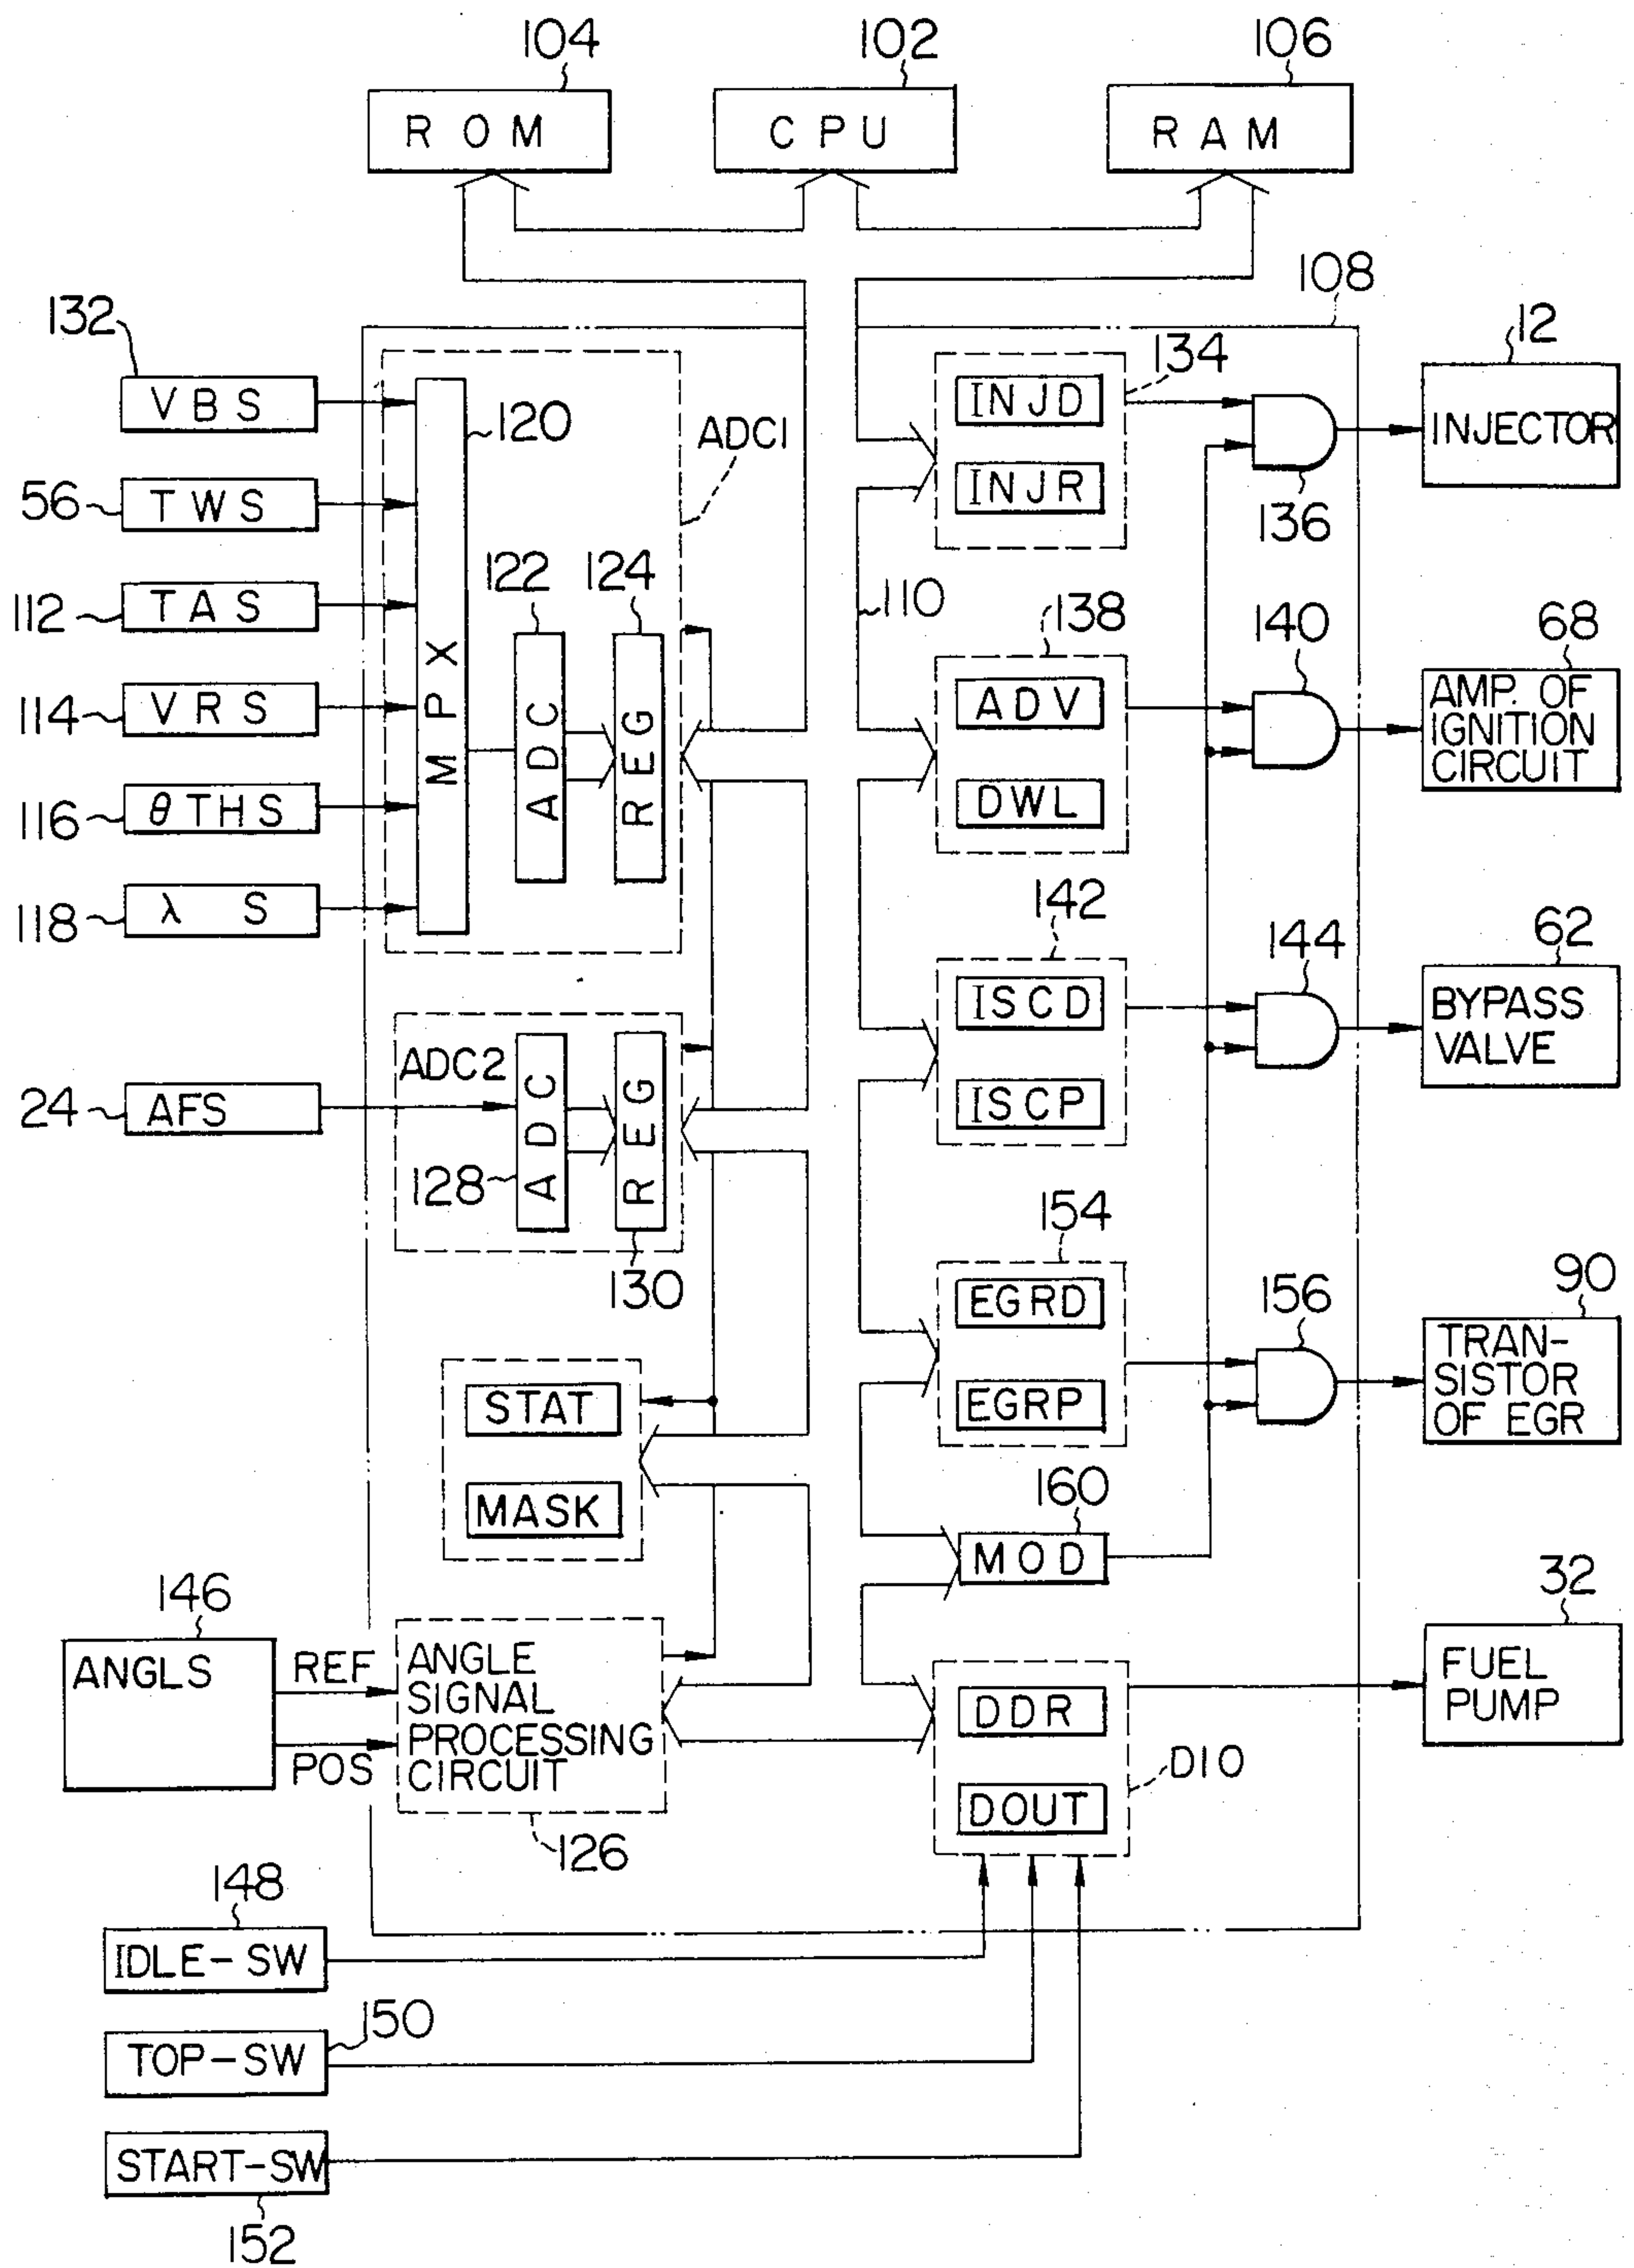 104
102
106
ROM
CPU
RAM
108
132
VBS
120
ADC1
134
INJD
INJR
136
12
INJECTOR
56
TWS
112
TAS
114
VRS
116
θTHS
118
λ S
MPX
122
ADC
124
REG
110
138
ADV
DWL
140
68
AMP. OF
IGNITION
CIRCUIT
142
ISCD
ISCP
144
62
BYPASS
VALVE
24
AFS
ADC2
128
ADC
REG
130
154
EGRD
EGRP
156
90
TRAN-
SISTOR
OF EGR
STAT
MASK
160
MOD
146
ANGLS
REF
POS
ANGLE
SIGNAL
PROCESSING
CIRCUIT
126
DDR
DOUT
DIO
32
FUEL
PUMP
148
IDLE-SW
150
TOP-SW
START-SW
152